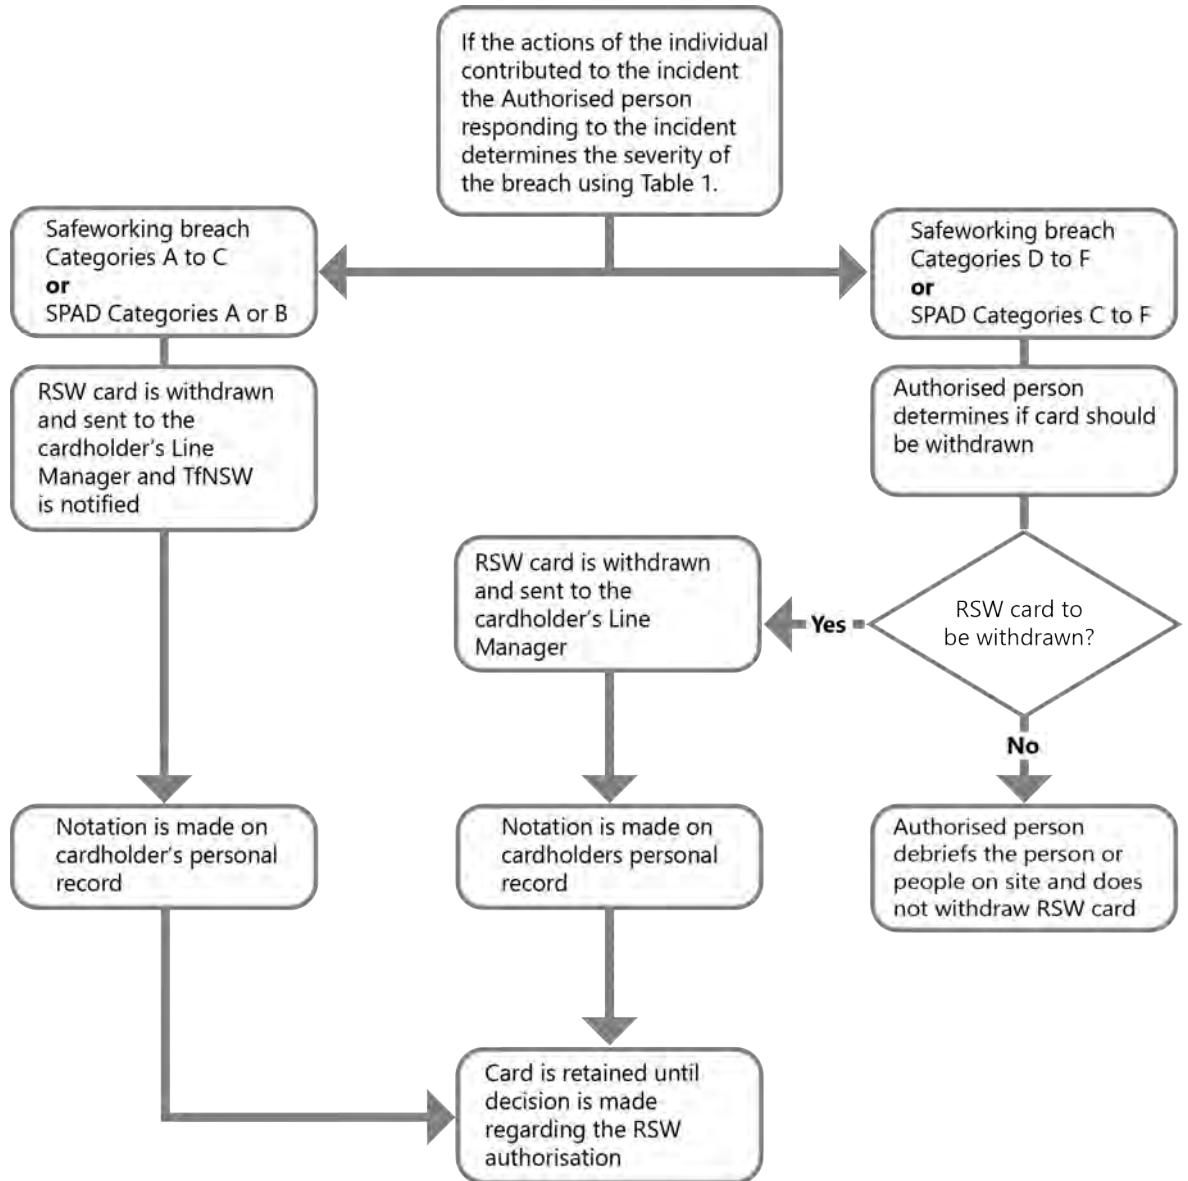 If the actions of the individual
contributed to the incident
the Authorised person
responding to the incident
determines the severity of
the breach using Table 1.
Safeworking breach
Categories A to C
or
SPAD Categories A or B
Safeworking breach
Categories D to F
or
SPAD Categories C to F
RSW card is withdrawn
and sent to the
cardholder's Line
Manager and TfNSW
is notified
Authorised person
determines if card should
be withdrawn
RSW card is withdrawn
and sent to the
cardholder's Line
Manager
Yes
RSW card to
be withdrawn?
No
Notation is made on
cardholder's personal
record
Notation is made on
cardholders personal
record
Authorised person
debriefs the person or
people on site and does
not withdraw RSW card
Card is retained until
decision is made
regarding the RSW
authorisation